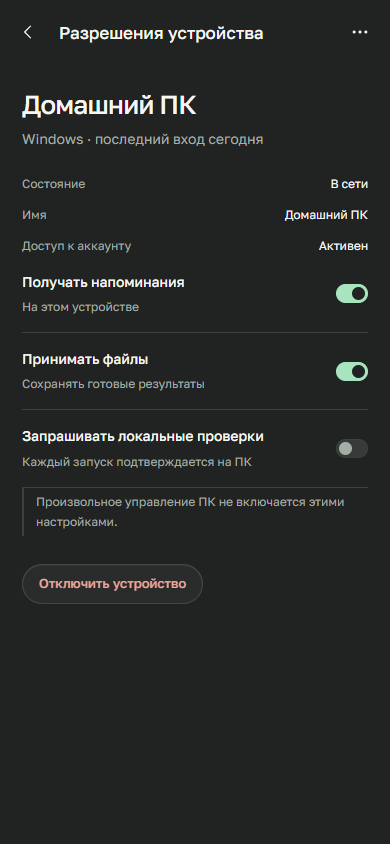 Разрешения устройства
Домашний ПК
Windows · последний вход сегодня
Состояние В сети
Имя Домашний ПК
Доступ к аккаунту Активен
Получать напоминания
На этом устройстве
Принимать файлы
Сохранять готовые результаты
Запрашивать локальные проверки
Каждый запуск подтверждается на ПК
Произвольное управление ПК не включается этими
настройками.
Отключить устройство